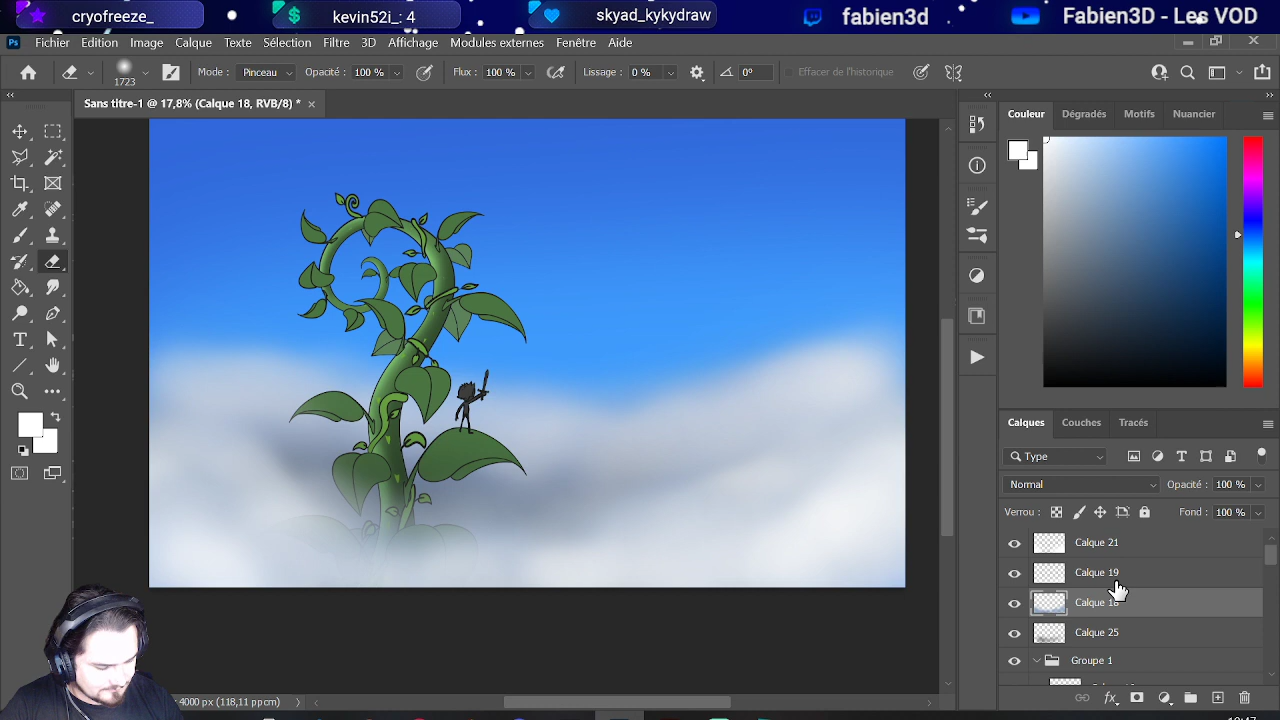 cryofreeze_
kevin52i_: 4
skyad_kykydraw
fabien3d
Fabien3D - Les VOD
Ps
Fichier Edition Image Calque Texte Sélection Filtre 3D Affichage Modules externes Fenêtre Aide
1723
Mode : Pinceau Opacité : 100 % Flux : 100 % Lissage : 0 % 0° Effacer de l'historique
Sans titre-1 @ 17,8% (Calque 18, RVB/8) *
Couleur Dégradés Motifs Nuancier
Calques Couches Tracés
Type
Normal Opacité : 100 %
Verrou : Fond : 100 %
Calque 21
Calque 19
Calque 18
Calque 25
Groupe 1
4000 px (118,11 ppcm)